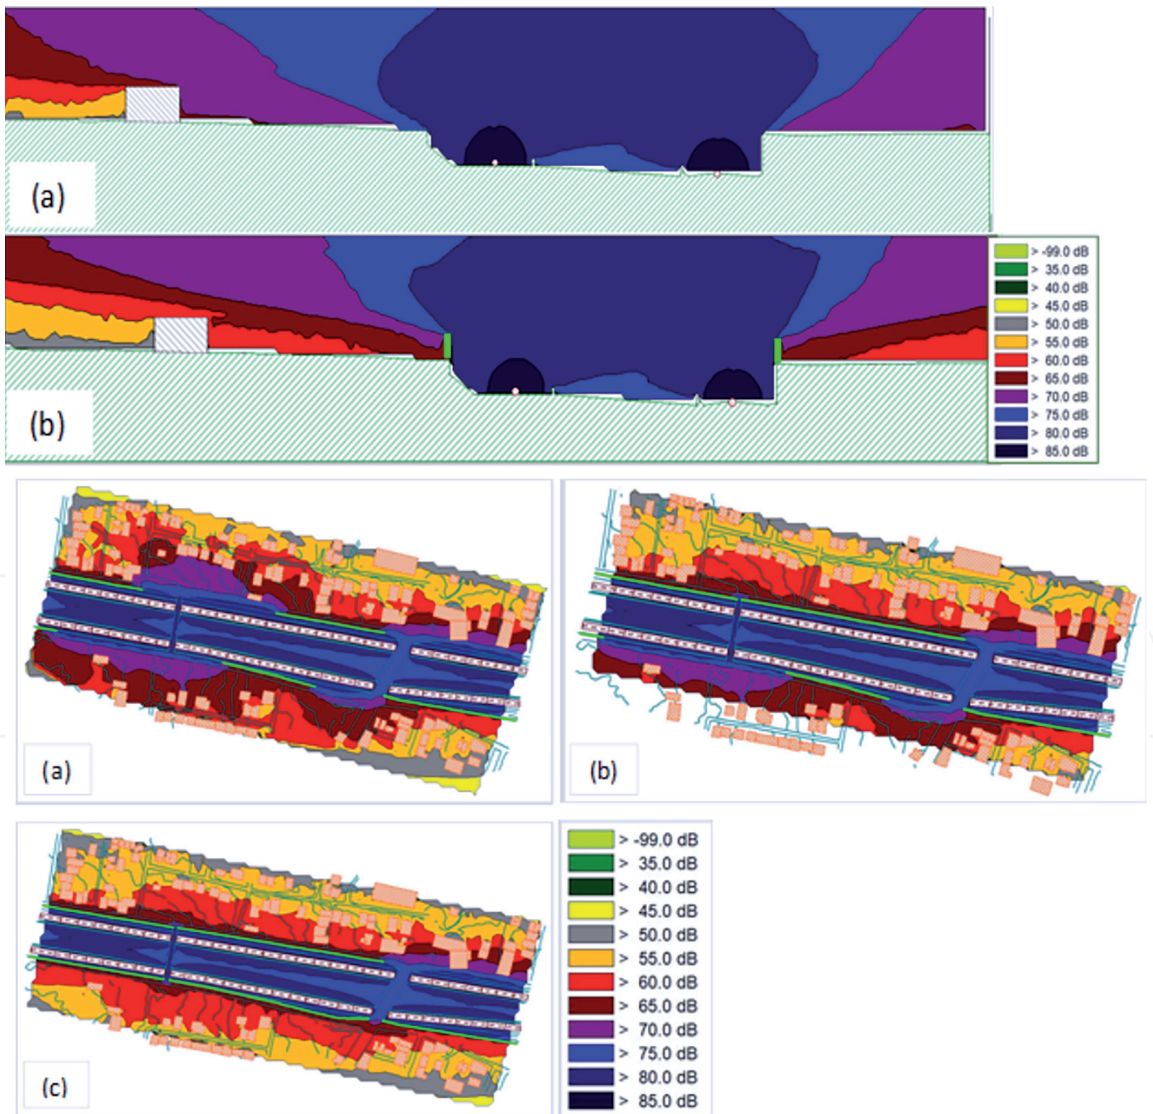 (a)
(b)
> -99.0 dB
> 35.0 dB
> 40.0 dB
> 45.0 dB
> 50.0 dB
> 55.0 dB
> 60.0 dB
> 65.0 dB
> 70.0 dB
> 75.0 dB
> 80.0 dB
> 85.0 dB
(a)
(b)
(c)
> -99.0 dB
> 35.0 dB
> 40.0 dB
> 45.0 dB
> 50.0 dB
> 55.0 dB
> 60.0 dB
> 65.0 dB
> 70.0 dB
> 75.0 dB
> 80.0 dB
> 85.0 dB